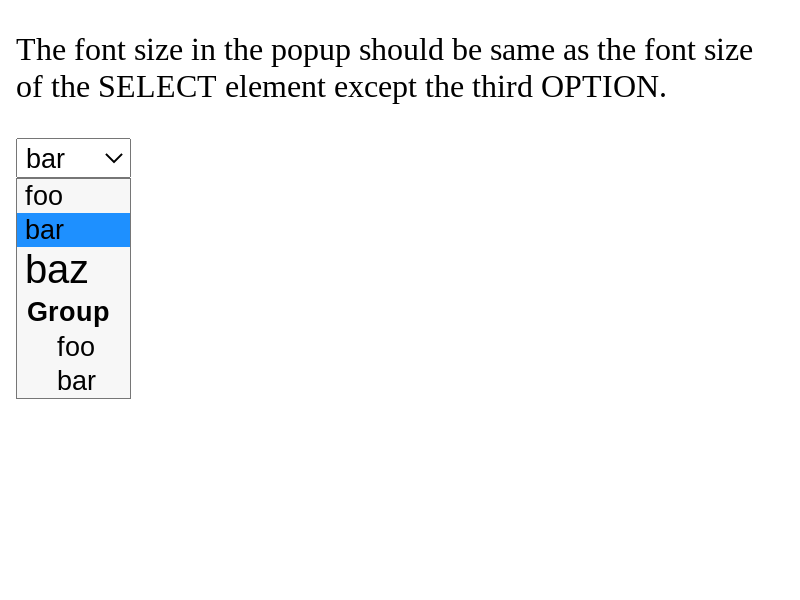 The font size in the popup should be same as the font size
of the SELECT element except the third OPTION.
bar
foo
bar
baz
Group
foo
bar